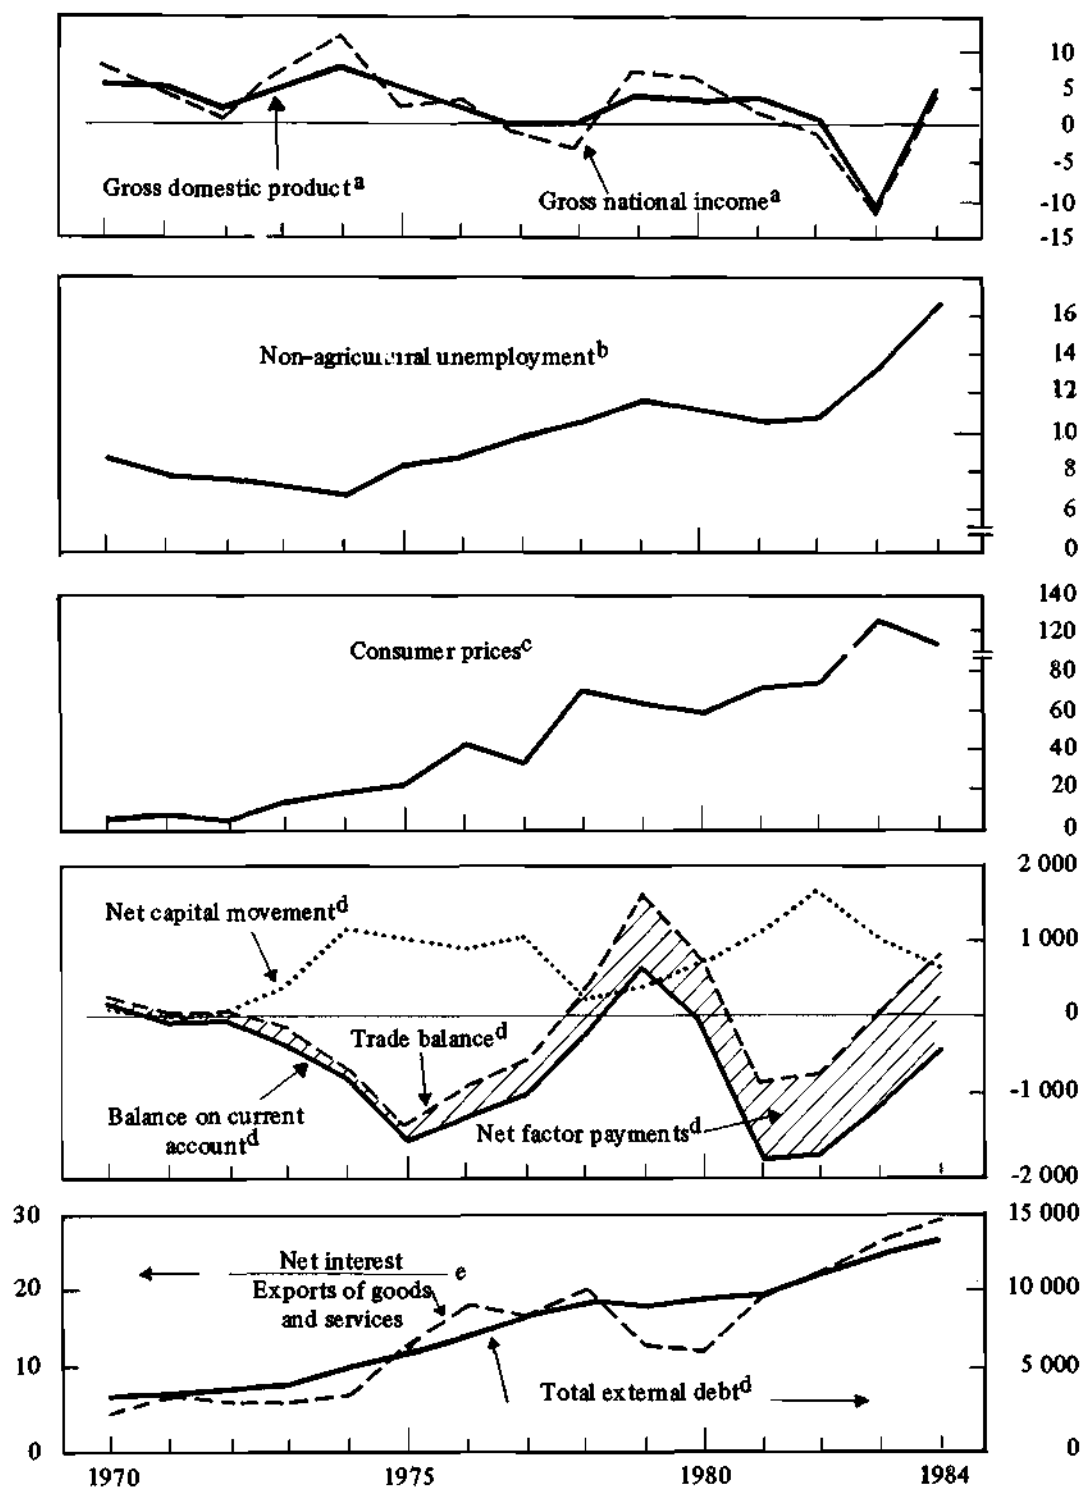 10
5
0
-5
-10
-15
Gross domestic product a
Gross national income a
16
14
12
10
8
6
0
Non-agricultural unemployment b
140
120
80
60
40
20
0
Consumer prices c
2 000
1 000
0
-1 000
-2 000
Net capital movement d
Trade balance d
Balance on current
account d
Net factor payments d
30
20
10
0
15 000
10 000
5 000
0
Net interest
e
Exports of goods
and services
Total external debt d
1970 1975 1980 1984